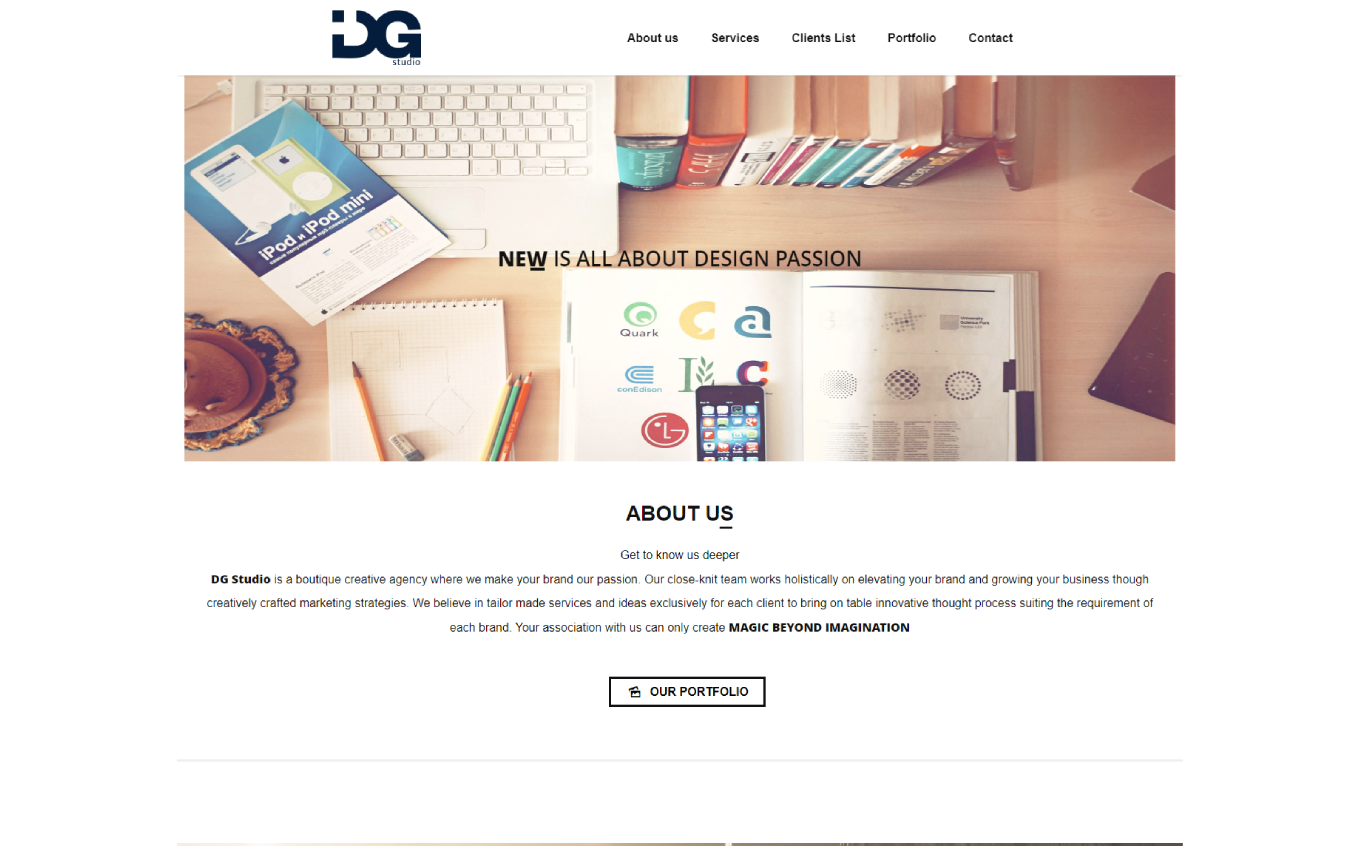 DG
studio
About us
Services
Clients List
Portfolio
Contact
iPod и iPod mini
NEW IS ALL ABOUT DESIGN PASSION
Quark
conEdison
LG
ABOUT US
Get to know us deeper
DG Studio is a boutique creative agency where we make your brand our passion. Our close-knit team works holistically on elevating your brand and growing your business though
creatively crafted marketing strategies. We believe in tailor made services and ideas exclusively for each client to bring on table innovative thought process suiting the requirement of
each brand. Your association with us can only create MAGIC BEYOND IMAGINATION
OUR PORTFOLIO